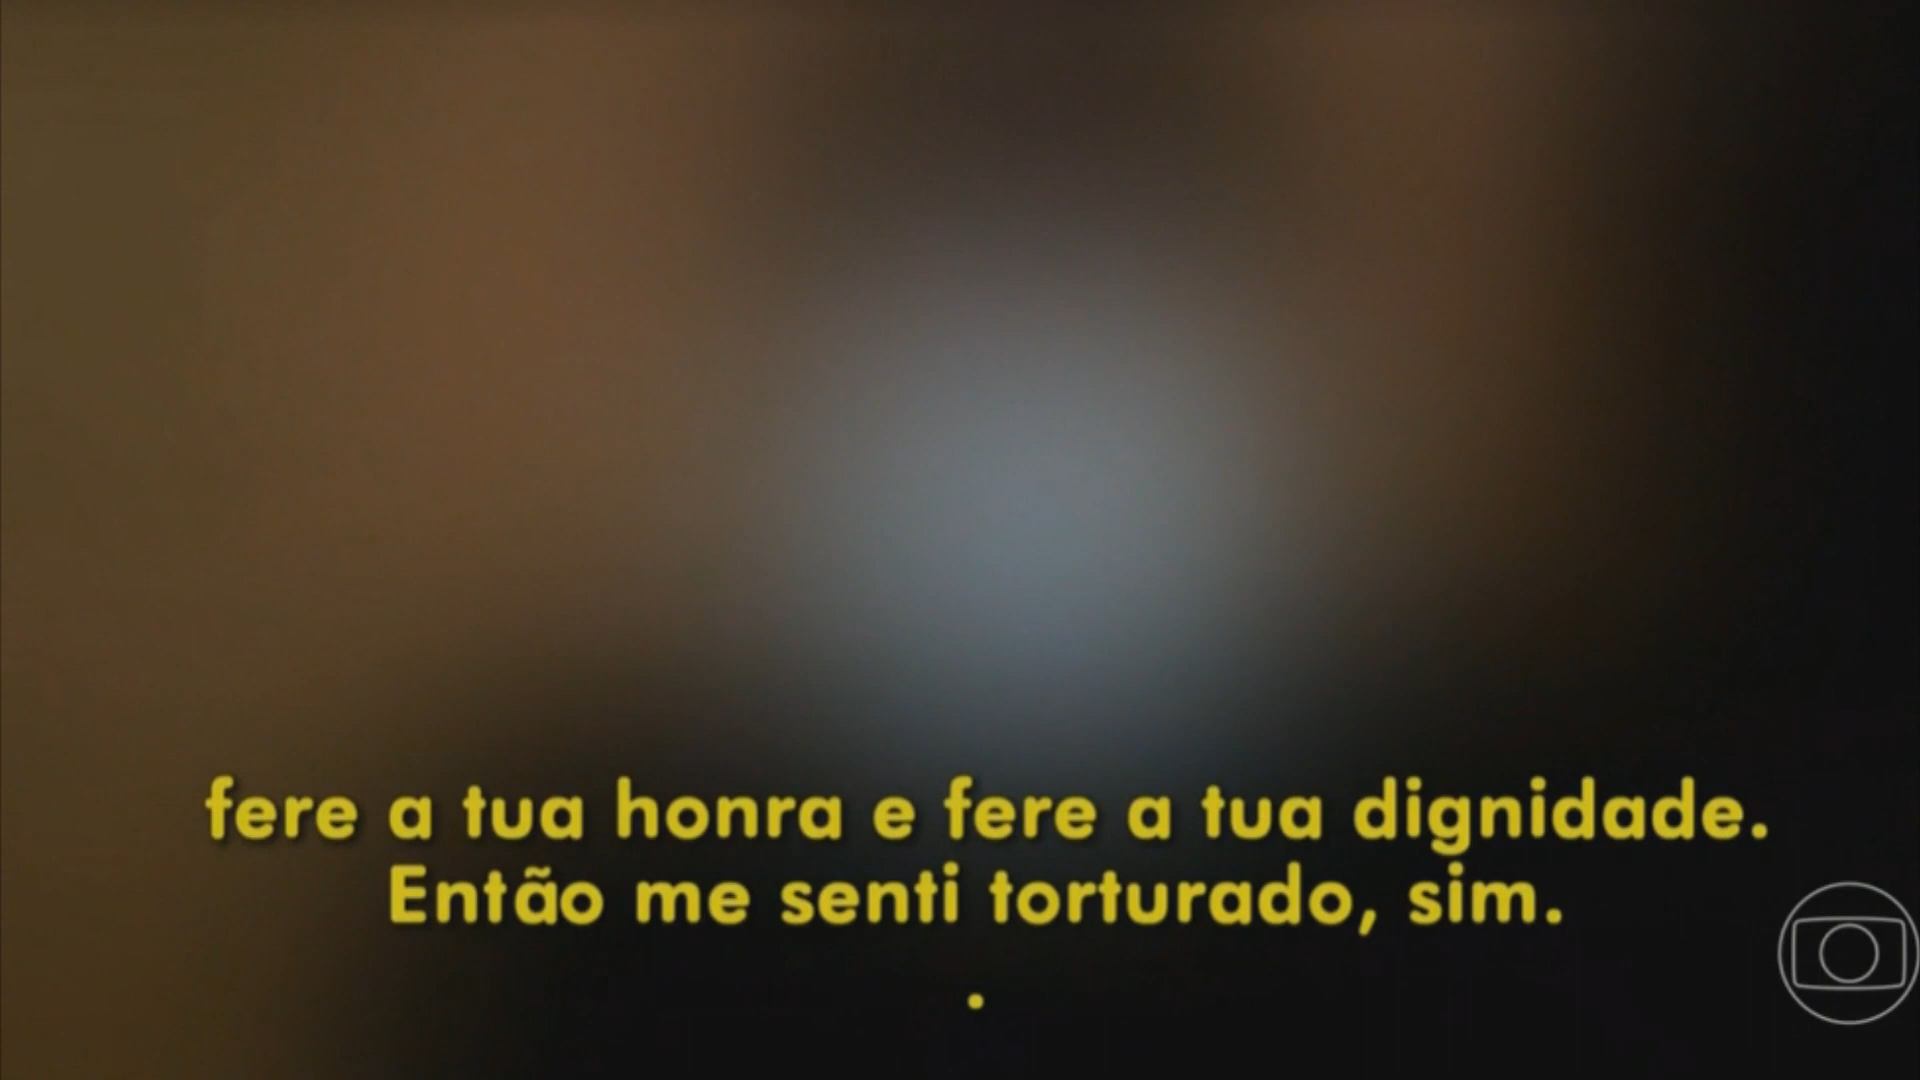 fere a tua honra e fere a tua dignidade.
Então me senti torturado, sim.
.